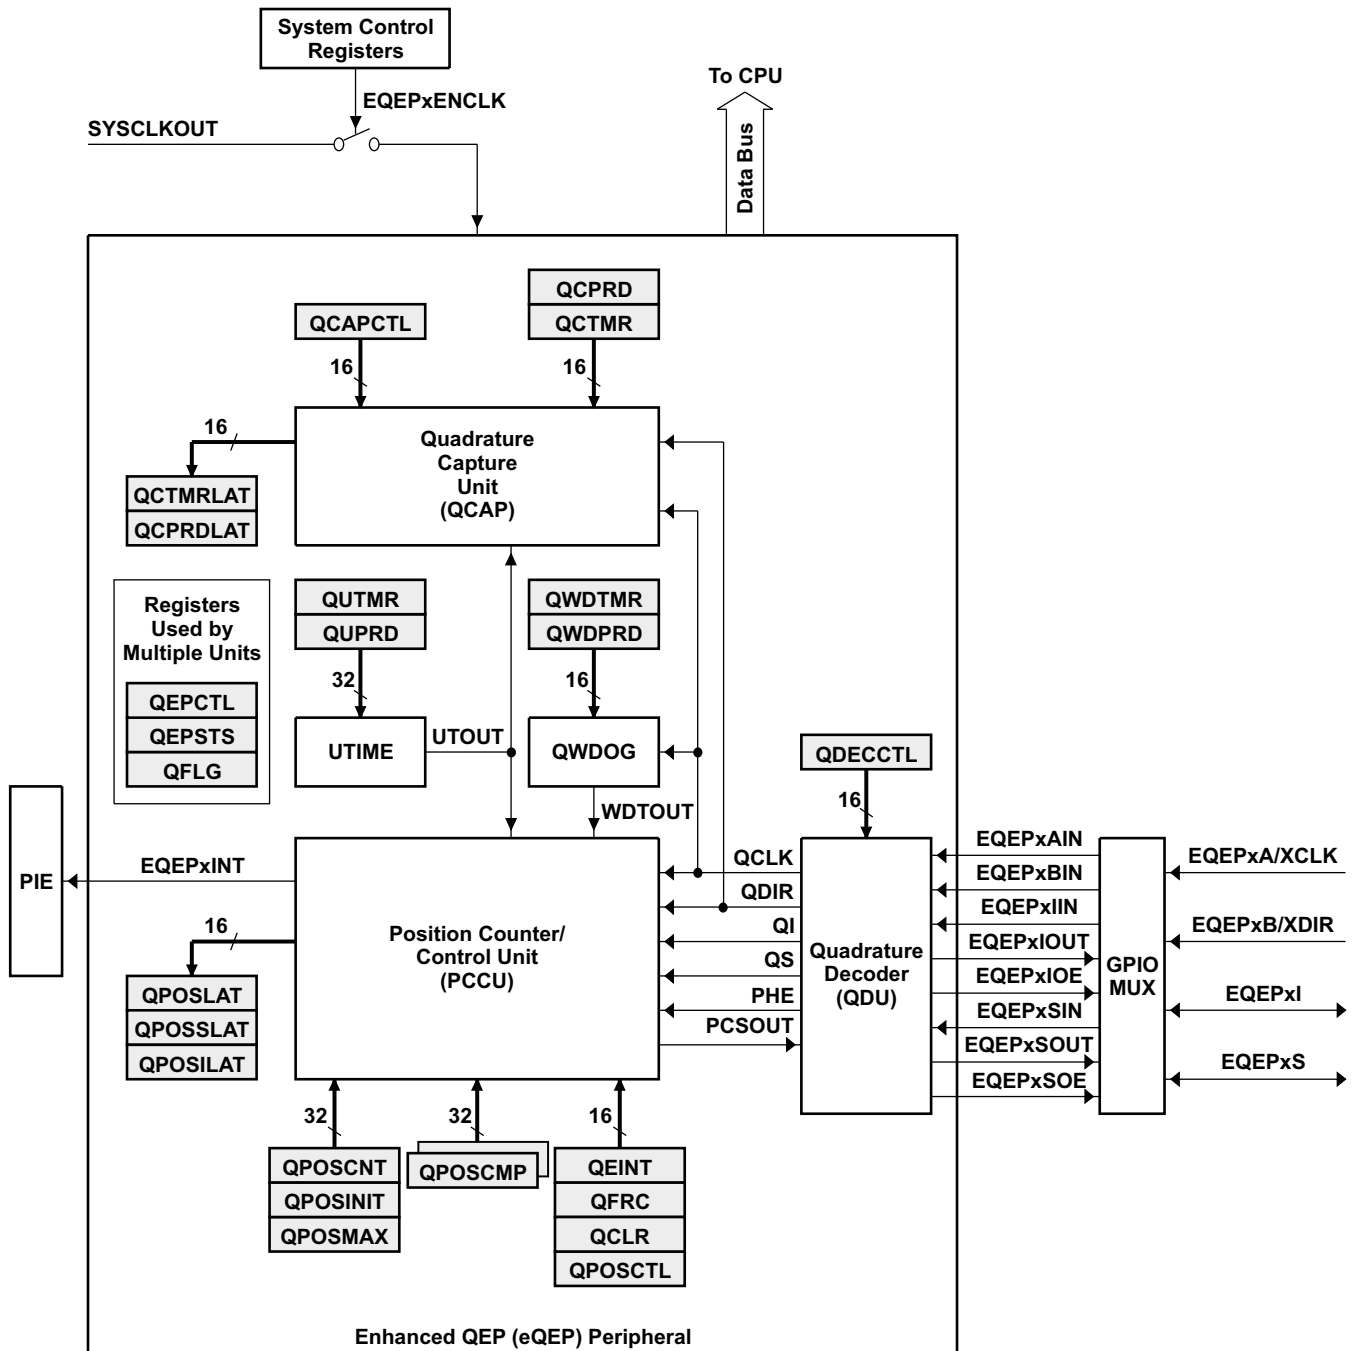 System Control
Registers
To CPU
EQEPxENCLK
SYSCLKOUT
Data Bus
QCPRD
QCAPCTL
QCTMR
16
16
16
Quadrature
Capture
Unit
(QCAP)
QCTMRLAT
QCPRDLAT
Registers
Used by
Multiple Units
QEPCTL
QEPSTS
QFLG
QUTMR
QUPRD
QWDTMR
QWDPRD
32
16
UTIME
UTOUT
QWDOG
QDECCTL
WDTOUT
16
PIE
EQEPxINT
16
QPOSLAT
QPOSSLAT
QPOSILAT
Position Counter/
Control Unit
(PCCU)
QCLK
QDIR
QI
QS
PHE
PCSOUT
Quadrature
Decoder
(QDU)
EQEPxAIN
EQEPxBIN
EQEPxIIN
EQEPxIOUT
EQEPxIOE
EQEPxSIN
EQEPxSOUT
EQEPxSOE
GPIO
MUX
EQEPxA/XCLK
EQEPxB/XDIR
EQEPxI
EQEPxS
32
32
16
QPOSCNT
QPOSINIT
QPOSMAX
QPOSCMP
QEINT
QFRC
QCLR
QPOSCTL
Enhanced QEP (eQEP) Peripheral